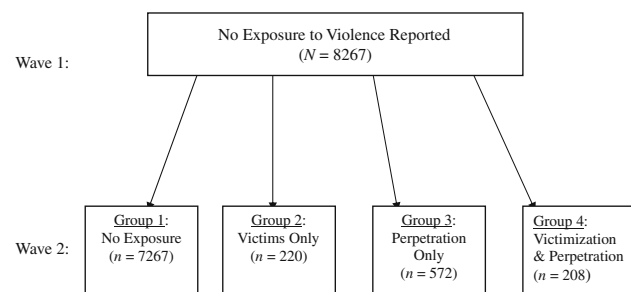 No Exposure to Violence Reported
(N = 8267)
Wave 1:
Group 1:
No Exposure
(n = 7267)
Group 2:
Victims Only
(n = 220)
Group 3:
Perpetration
Only
(n = 572)
Group 4:
Victimization
& Perpetration
(n = 208)
Wave 2: